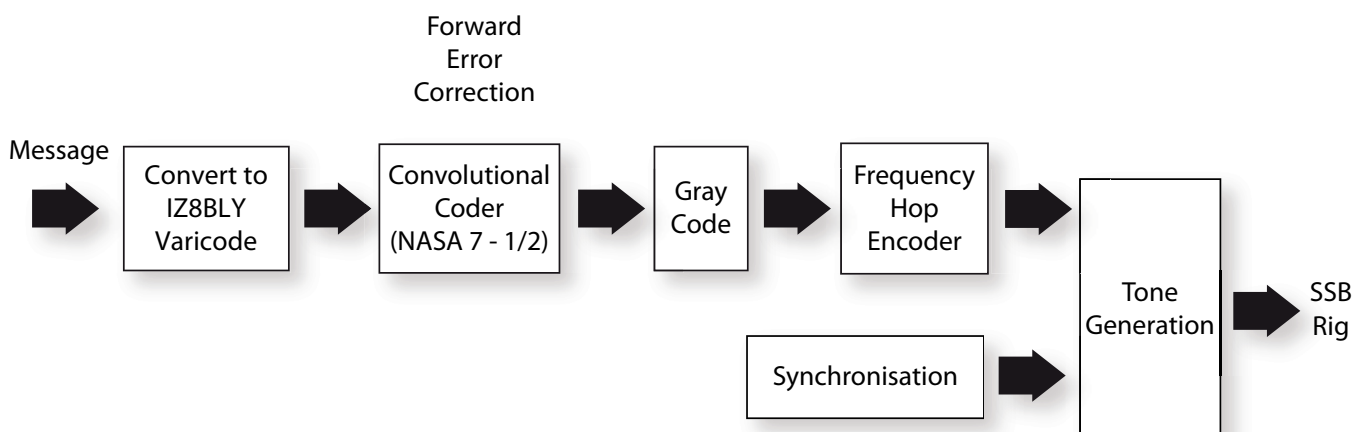 Forward
Error
Correction
Message
Convert to
IZ8BLY
Varicode
Convolutional
Coder
(NASA 7 - 1/2)
Gray
Code
Frequency
Hop
Encoder
Tone
Generation
SSB
Rig
Synchronisation